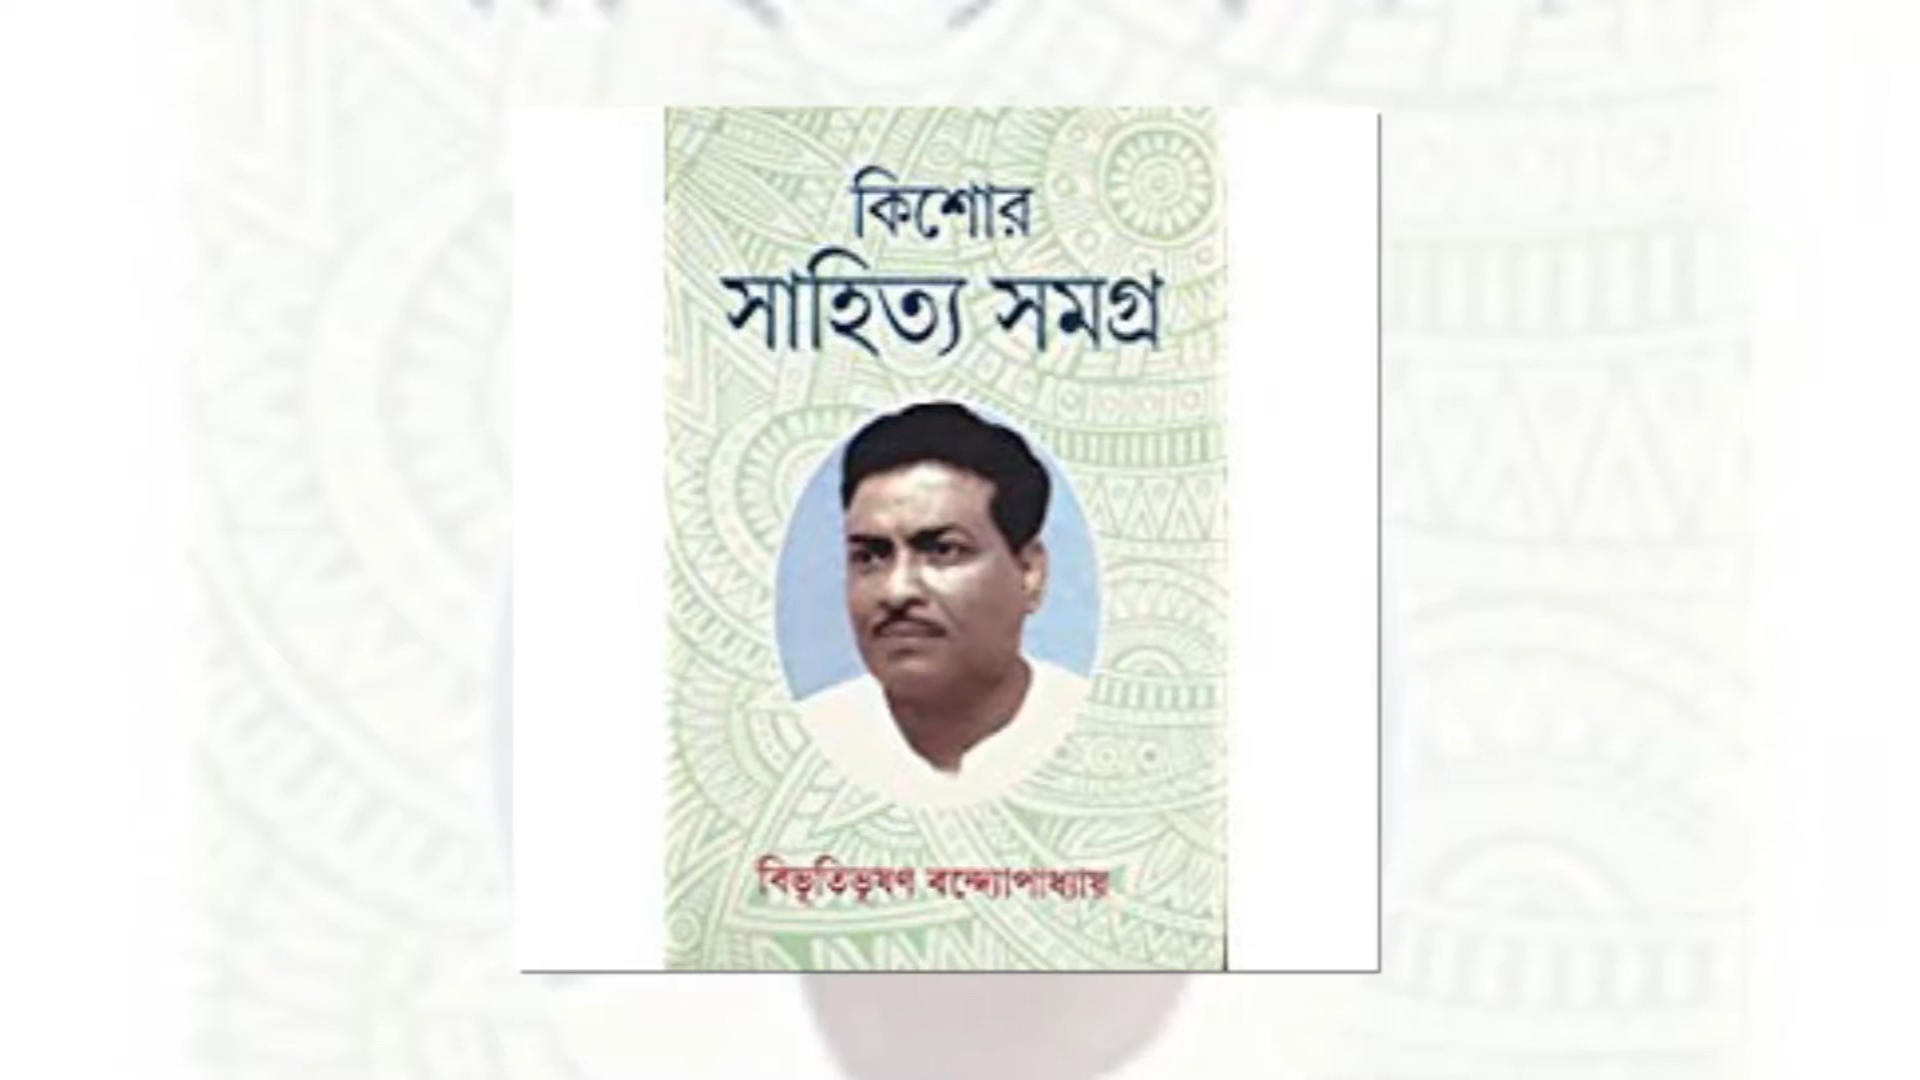 কিশোর
সাহিত্য সমগ্র
বিভূতিভূষণ বন্দ্যোপাধ্যায়